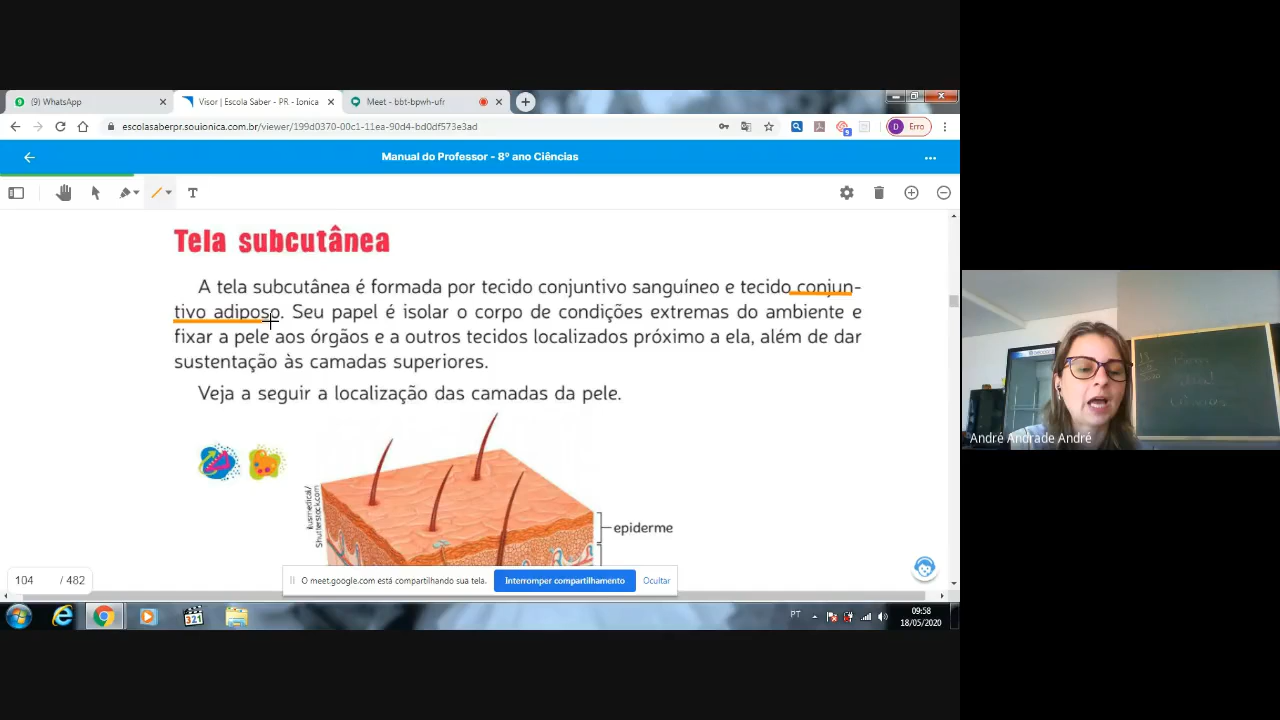 (9) WhatsApp
Visor | Escola Saber - PR - Ionica
Meet - bbt-bpwh-ufr
escolasaberpr.souionica.com.br/viewer/199d0370-00c1-11ea-90d4-bd0df573e3ad
9
D Erro
Manual do Professor - 8º ano Ciências
T
Tela subcutânea
A tela subcutânea é formada por tecido conjuntivo sanguíneo e tecido conjun-
tivo adiposo. Seu papel é isolar o corpo de condições extremas do ambiente e
fixar a pele aos órgãos e a outros tecidos localizados próximo a ela, além de dar
sustentação às camadas superiores.
Veja a seguir a localização das camadas da pele.
ilusmedical/
Shutterstock.com
epiderme
104 / 482
O meet.google.com está compartilhando sua tela.
Interromper compartilhamento
Ocultar
321
PT
09:58
18/05/2020
André Andrade André